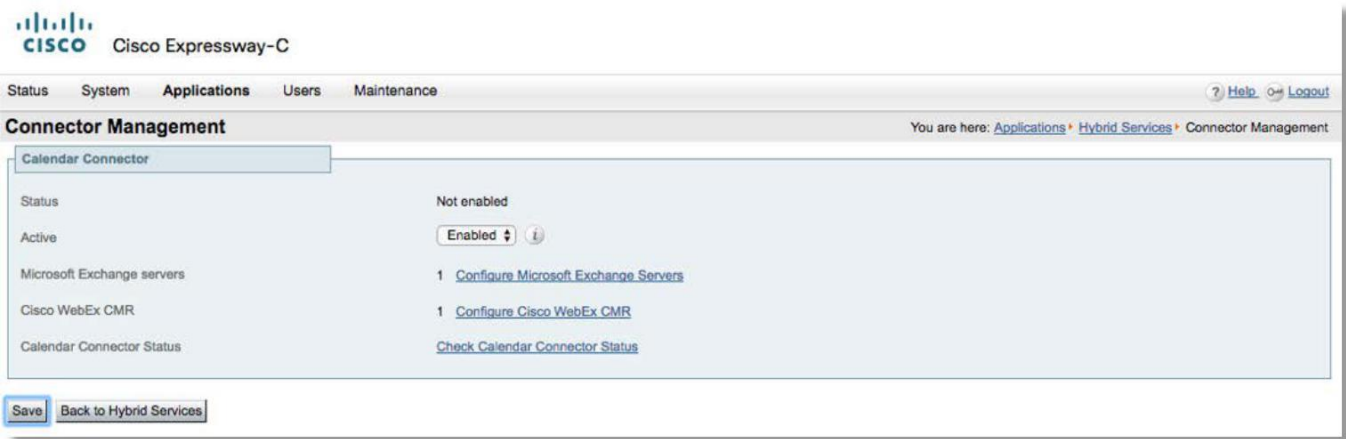 CISCO Cisco Expressway-C
Status System Applications Users Maintenance ? Help Logout
Connector Management You are here: Applications Hybrid Services Connector Management
Calendar Connector
Status Not enabled
Active Enabled i
Microsoft Exchange servers 1 Configure Microsoft Exchange Servers
Cisco WebEx CMR 1 Configure Cisco WebEx CMR
Calendar Connector Status Check Calendar Connector Status
Save Back to Hybrid Services